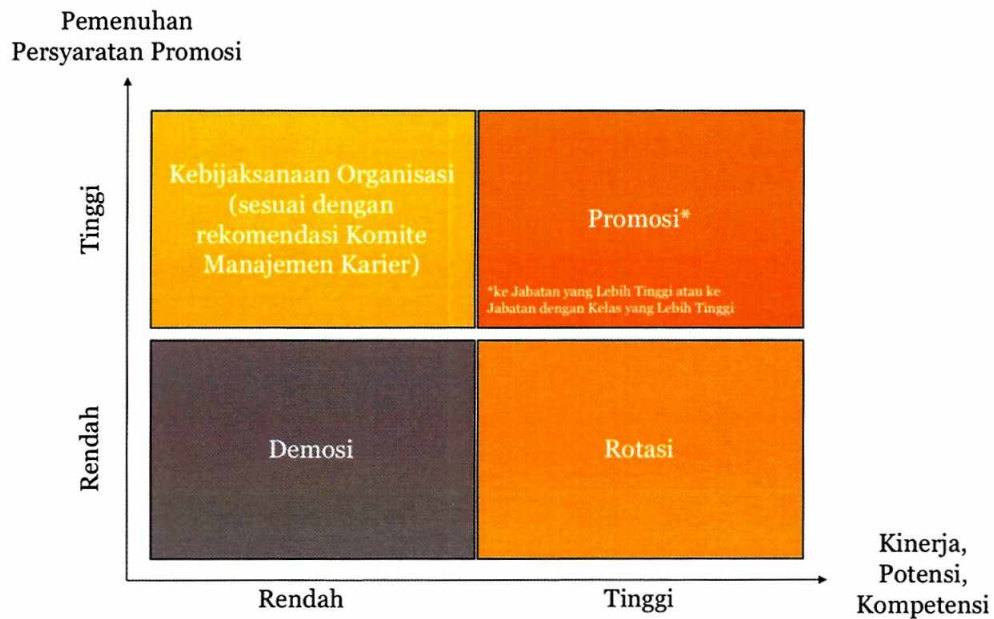 Pemenuhan
Persyaratan Promosi
Tinggi
Kebijaksanaan Organisasi
(sesuai dengan
rekomendasi Komite
Manajemen Karier)
Promosi*
*ke Jabatan yang Lebih Tinggi atau ke
Jabatan dengan Kelas yang Lebih Tinggi
Rendah
Demosi
Rotasi
Rendah
Tinggi
Kinerja,
Potensi,
Kompetensi